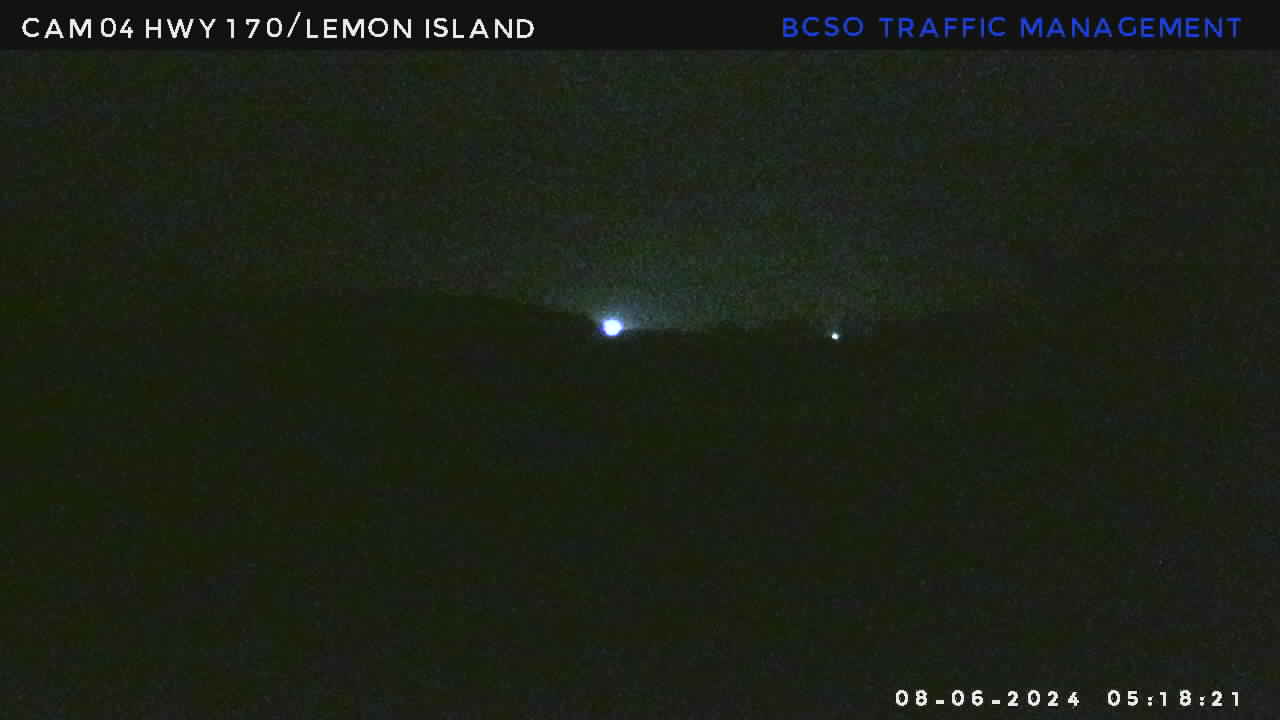 CAM04 HWY 170/LEMON ISLAND
BCSO TRAFFIC MANAGEMENT
08-06-2024 05:18:21